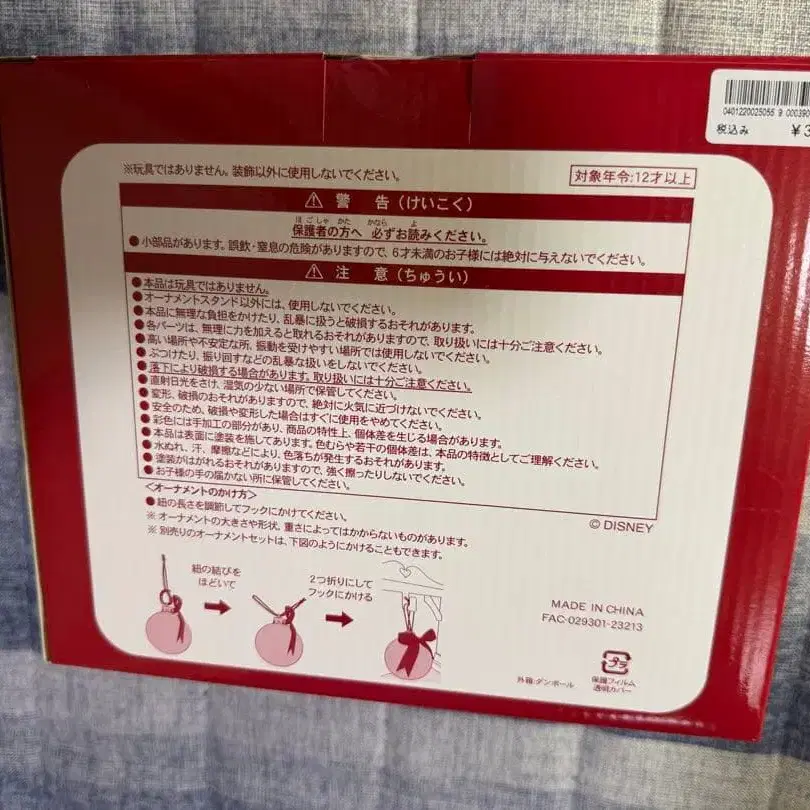 0401220025056 9 000390
税込み
※玩具ではありません。装飾以外に使用しないでください。
対象年令:12才以上
⚠ 警 告（けいこく）
保護者の方へ 必ずお読みください。
●小部品があります。誤飲・窒息の危険がありますので、6才未満のお子様には絶対に与えないでください。
⚠ 注 意（ちゅうい）
●本品は玩具ではありません。
●オーナメントスタンド以外には、使用しないでください。
●本品に無理な負担をかけたり、乱暴に扱うと破損するおそれがあります。
●各パーツは、無理に力を加えると取れるおそれがありますので、取り扱いには十分ご注意ください。
●高い場所や不安定な所、振動を受けやすい場所では使用しないでください。
●ぶつけたり、振り回すなどの乱暴な扱いをしないでください。
●落下により破損する場合があります。取り扱いには十分ご注意ください。
●直射日光をさけ、湿気の少ない場所で保管してください。
●変形、破損のおそれがありますので、絶対に火気に近づけないでください。
●安全のため、破損や変形した場合はすぐに使用をやめてください。
●彩色には手加工の部分があり、商品の特性上、個体差を生じる場合があります。
●本品は表面に塗装を施してあります。色むらや若干の個体差は、本品の特徴としてご理解ください。
●水ぬれ、汗、摩擦などにより、色落ちが発生するおそれがあります。
●塗装がはがれるおそれがありますので、強く擦ったりしないでください。
●お子様の手の届かない所に保管してください。
© DISNEY
＜オーナメントのかけ方＞
●紐の長さを調節してフックにかけてください。
※ オーナメントの大きさや形状、重さによってはかからないものがあります。
※ 別売りのオーナメントセットは、下図のようにかけることもできます。
紐の結びを
ほどいて
2つ折りにして
フックにかける
MADE IN CHINA
FAC-029301-23213
外箱:ダンボール
プラ
保護フィルム
透明カバー